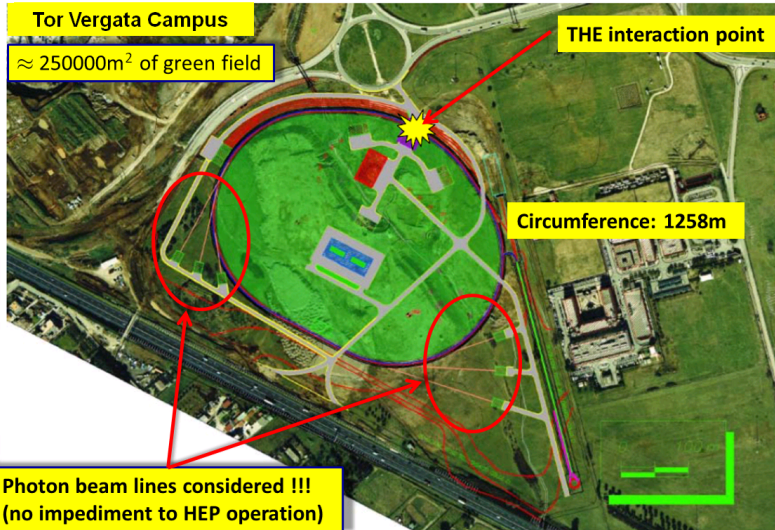 Tor Vergata Campus
≈ 250000m² of green field
THE interaction point
Circumference: 1258m
Photon beam lines considered !!!
(no impediment to HEP operation)